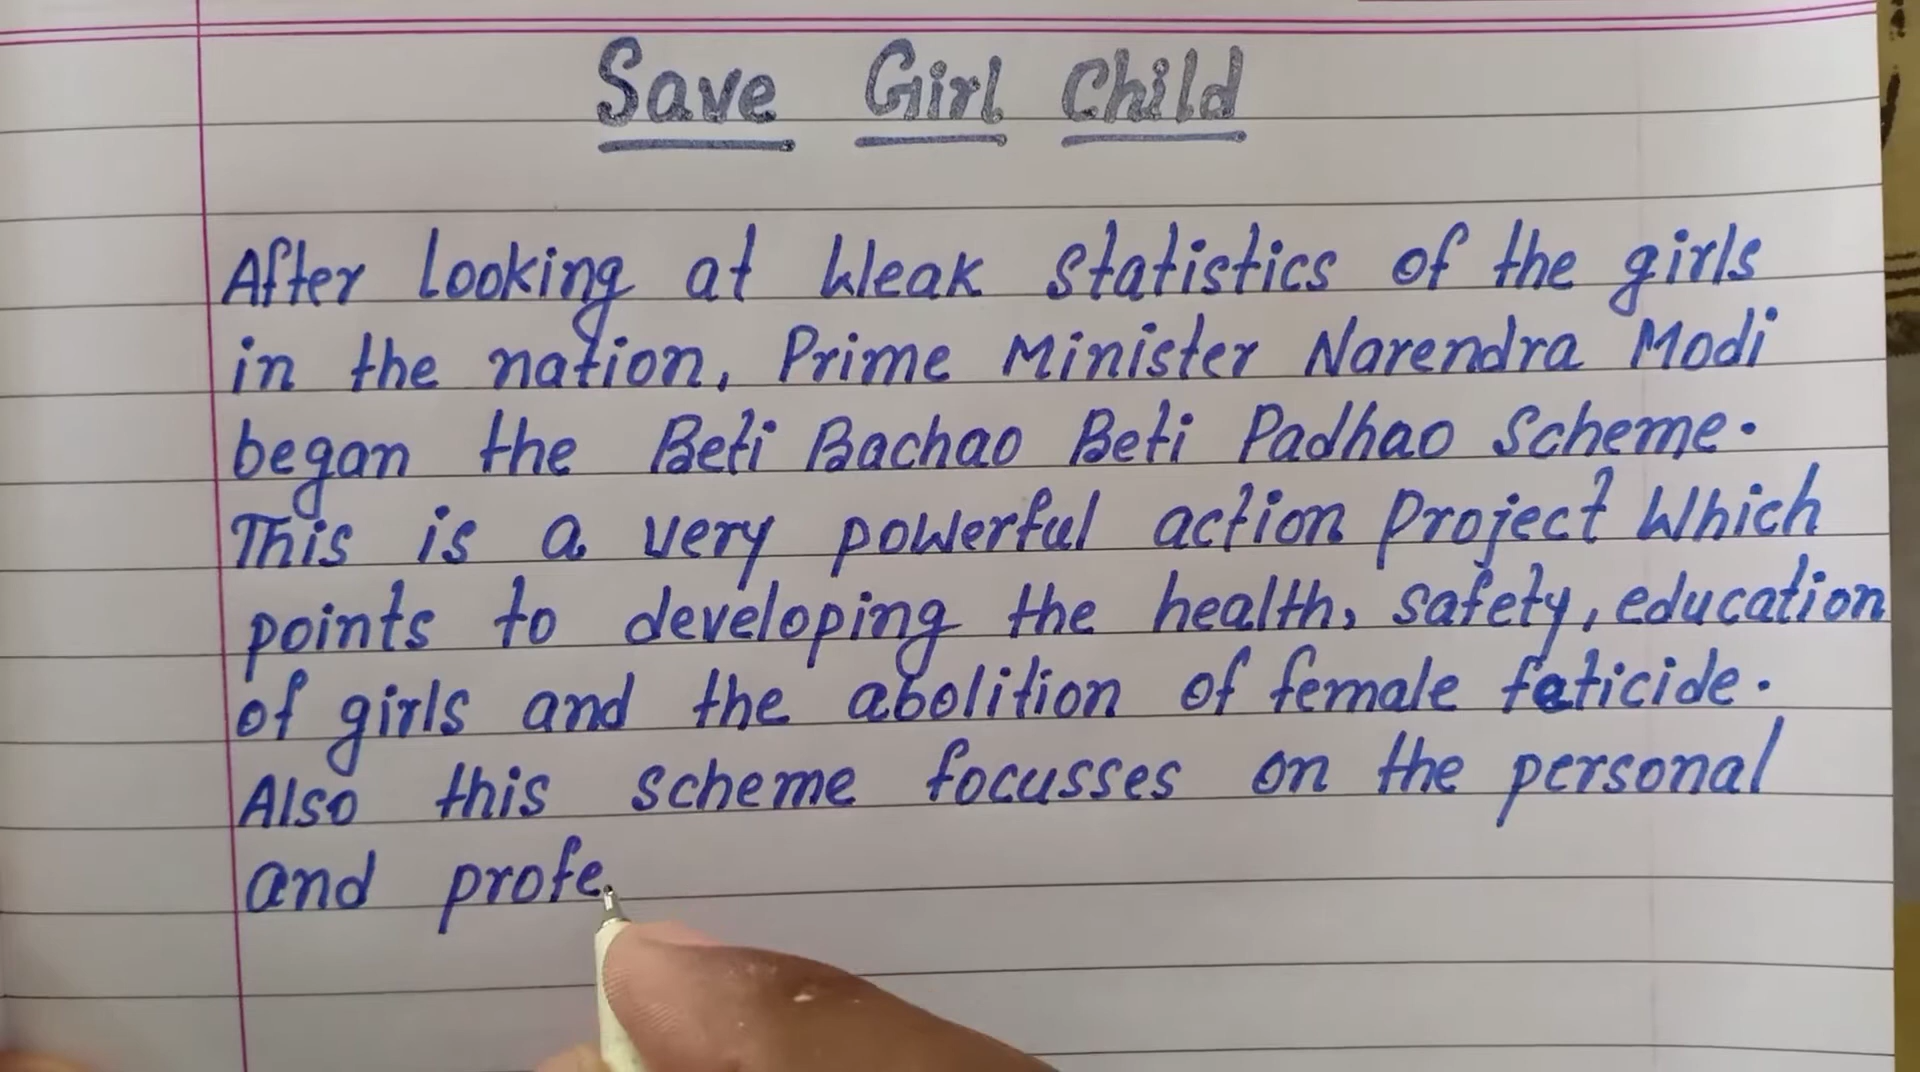 Save Girl Child
After looking at Weak statistics of the girls
in the nation, Prime Minister Narendra Modi
began the Beti Bachao Beti Padhao Scheme.
This is a very powerful action project Which
points to developing the health, safety, education
of girls and the abolition of female feticide.
Also this scheme focusses on the personal
and profe